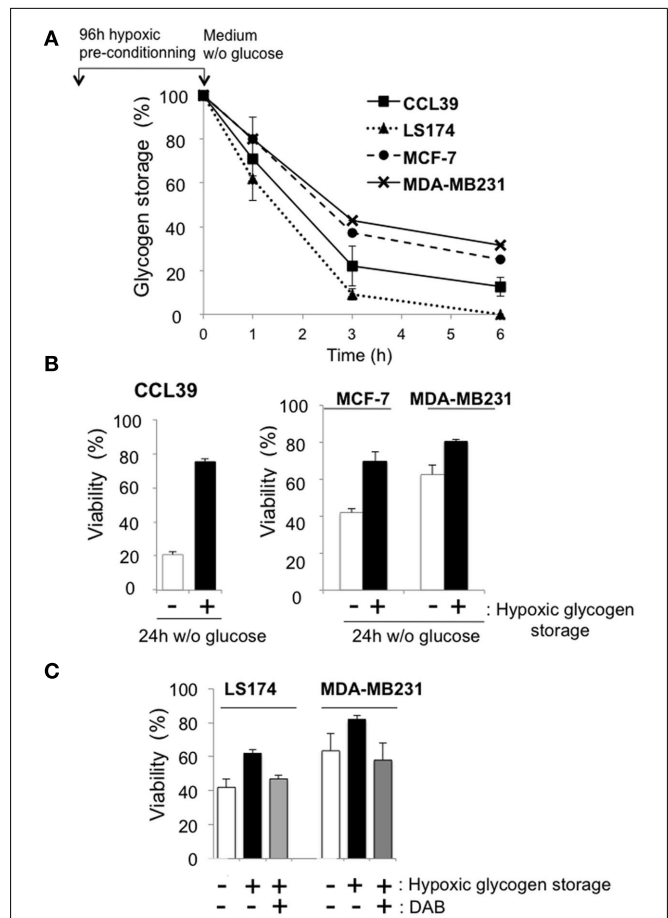 A
96h hypoxic
pre-conditionning
Medium
w/o glucose
Glycogen storage (%)
100
80
60
40
20
0
CCL39
LS174
MCF-7
MDA-MB231
0 1 2 3 4 5 6
Time (h)
B
CCL39
Viability (%)
100
80
60
40
20
0
- +
24h w/o glucose
MCF-7 MDA-MB231
Viability (%)
100
80
60
40
20
0
- + - + : Hypoxic glycogen
storage
24h w/o glucose
C
LS174 MDA-MB231
Viability (%)
100
80
60
40
20
0
- + + - + + : Hypoxic glycogen storage
- - + - - + : DAB